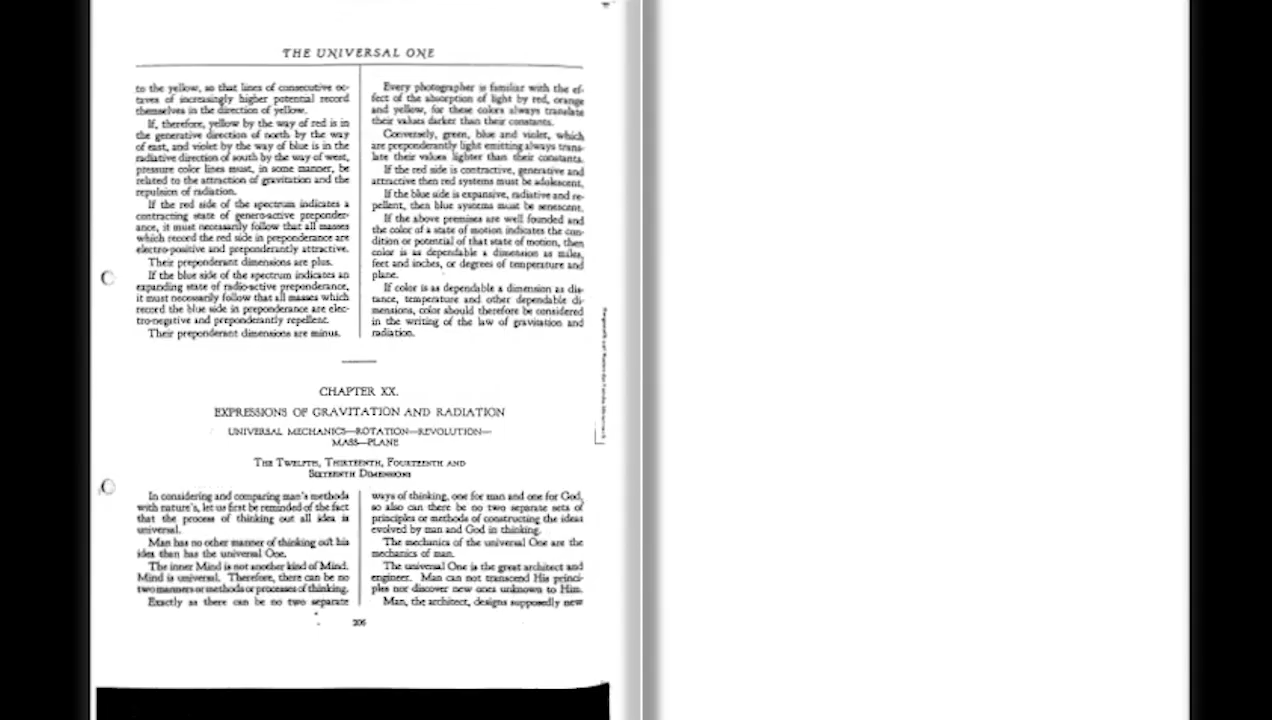 THE UNIVERSAL ONE
to the yellow, so that lines of consecutive oc-
taves of increasingly higher potential record
themselves in the direction of yellow.
If, therefore, yellow by the way of red is in
the generative direction of north by the way
of east, and violet by the way of blue is in the
radiative direction of south by the way of west,
pressure color lines must, in some manner, be
related to the attraction of gravitation and the
repulsion of radiation.
If the red side of the spectrum indicates a
contracting state of genero-active preponder-
ance, it must necessarily follow that all masses
which record the red side in preponderance are
electro-positive and preponderantly attractive.
Their preponderant dimensions are plus.
If the blue side of the spectrum indicates an
expanding state of radio-active preponderance,
it must necessarily follow that all masses which
record the blue side in preponderance are elec-
tro-negative and preponderantly repellent.
Their preponderant dimensions are minus.
Every photographer is familiar with the ef-
fect of the absorption of light by red, orange
and yellow, for these colors always translate
their values darker than their constants.
Conversely, green, blue and violet, which
are preponderantly light emitting always trans-
late their values lighter than their constants.
If the red side is contractive, generative and
attractive then red systems must be adolescent.
If the blue side is expansive, radiative and re-
pellent, then blue systems must be senescent.
If the above premises are well founded and
the color of a state of motion indicates the con-
dition or potential of that state of motion, then
color is as dependable a dimension as miles,
feet and inches, or degrees of temperature and
plane.
If color is as dependable a dimension as dis-
tance, temperature and other dependable di-
mensions, color should therefore be considered
in the writing of the law of gravitation and
radiation.
CHAPTER XX.
EXPRESSIONS OF GRAVITATION AND RADIATION
UNIVERSAL MECHANICS—ROTATION—REVOLUTION—
MASS—PLANE
THE TWELFTH, THIRTEENTH, FOURTEENTH AND
SIXTEENTH DIMENSIONS
In considering and comparing man's methods
with nature's, let us first be reminded of the fact
that the process of thinking out all idea is
universal.
Man has no other manner of thinking out his
idea than has the universal One.
The inner Mind is not another kind of Mind.
Mind is universal. Therefore, there can be no
two manners or methods or processes of thinking.
Exactly as there can be no two separate
ways of thinking, one for man and one for God,
so also can there be no two separate sets of
principles or methods of constructing the ideas
evolved by man and God in thinking.
The mechanics of the universal One are the
mechanics of man.
The universal One is the great architect and
engineer. Man can not transcend His princi-
ples nor discover new ones unknown to Him.
Man, the architect, designs supposedly new
206